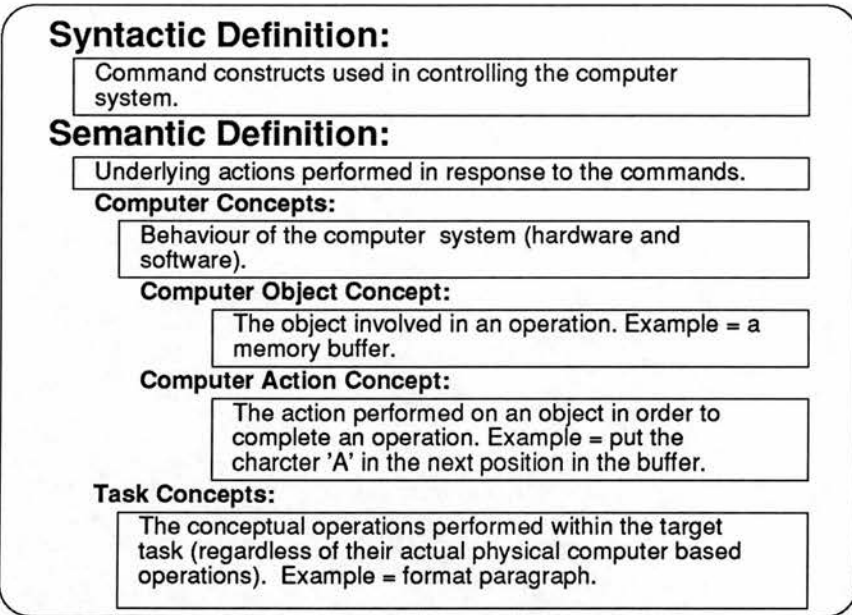 Syntactic Definition:
Command constructs used in controlling the computer
system.
Semantic Definition:
Underlying actions performed in response to the commands.
Computer Concepts:
Behaviour of the computer system (hardware and
software).
Computer Object Concept:
The object involved in an operation. Example = a
memory buffer.
Computer Action Concept:
The action performed on an object in order to
complete an operation. Example = put the
charcter 'A' in the next position in the buffer.
Task Concepts:
The conceptual operations performed within the target
task (regardless of their actual physical computer based
operations). Example = format paragraph.